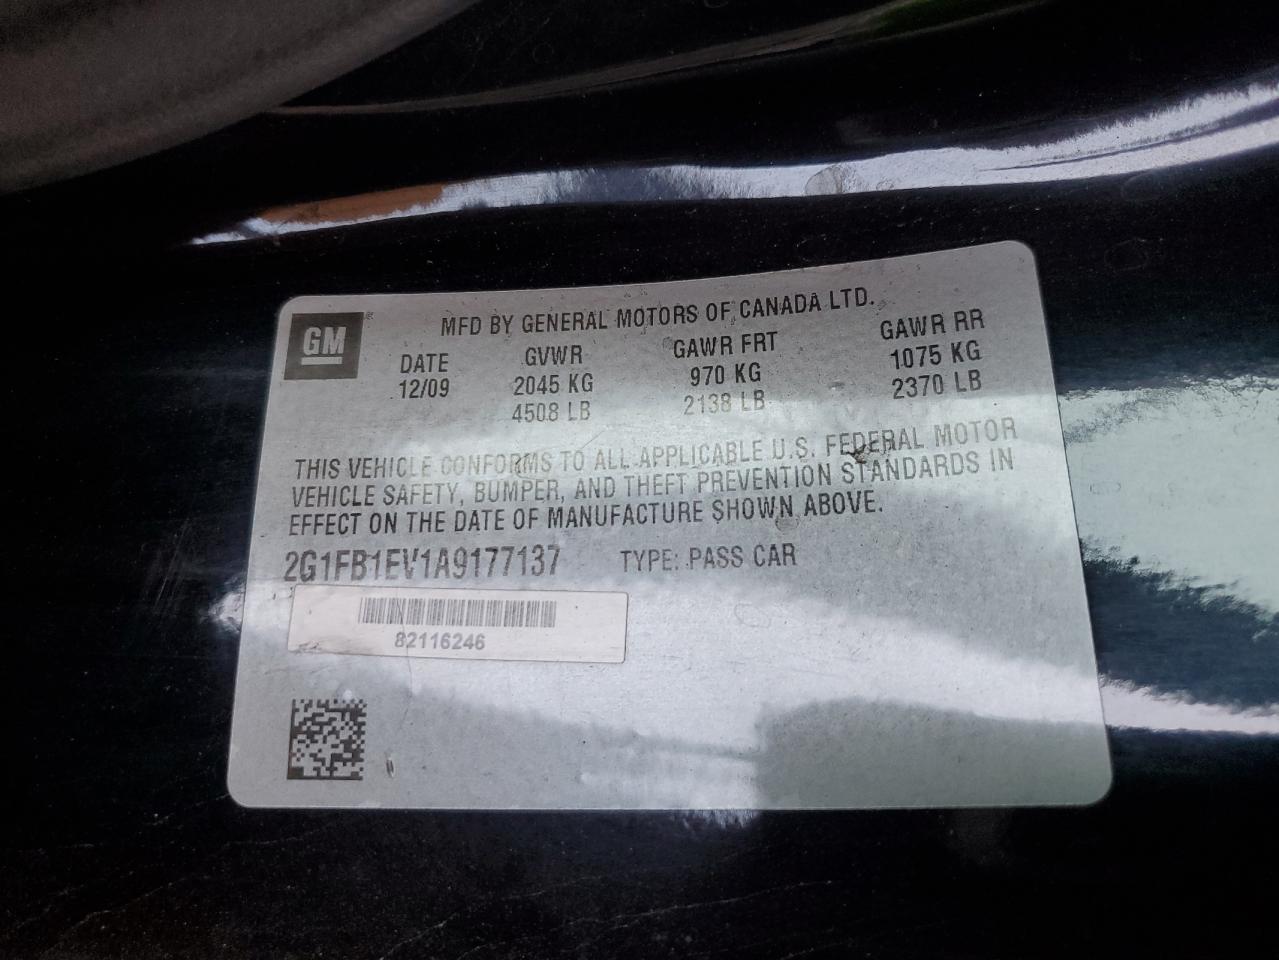 GM ®
MFD BY GENERAL MOTORS OF CANADA LTD.
DATE GVWR GAWR FRT GAWR RR
12/09 2045 KG 970 KG 1075 KG
4508 LB 2138 LB 2370 LB
THIS VEHICLE CONFORMS TO ALL APPLICABLE U.S. FEDERAL MOTOR
VEHICLE SAFETY, BUMPER, AND THEFT PREVENTION STANDARDS IN
EFFECT ON THE DATE OF MANUFACTURE SHOWN ABOVE.
2G1FB1EV1A9177137 TYPE: PASS CAR
82116246